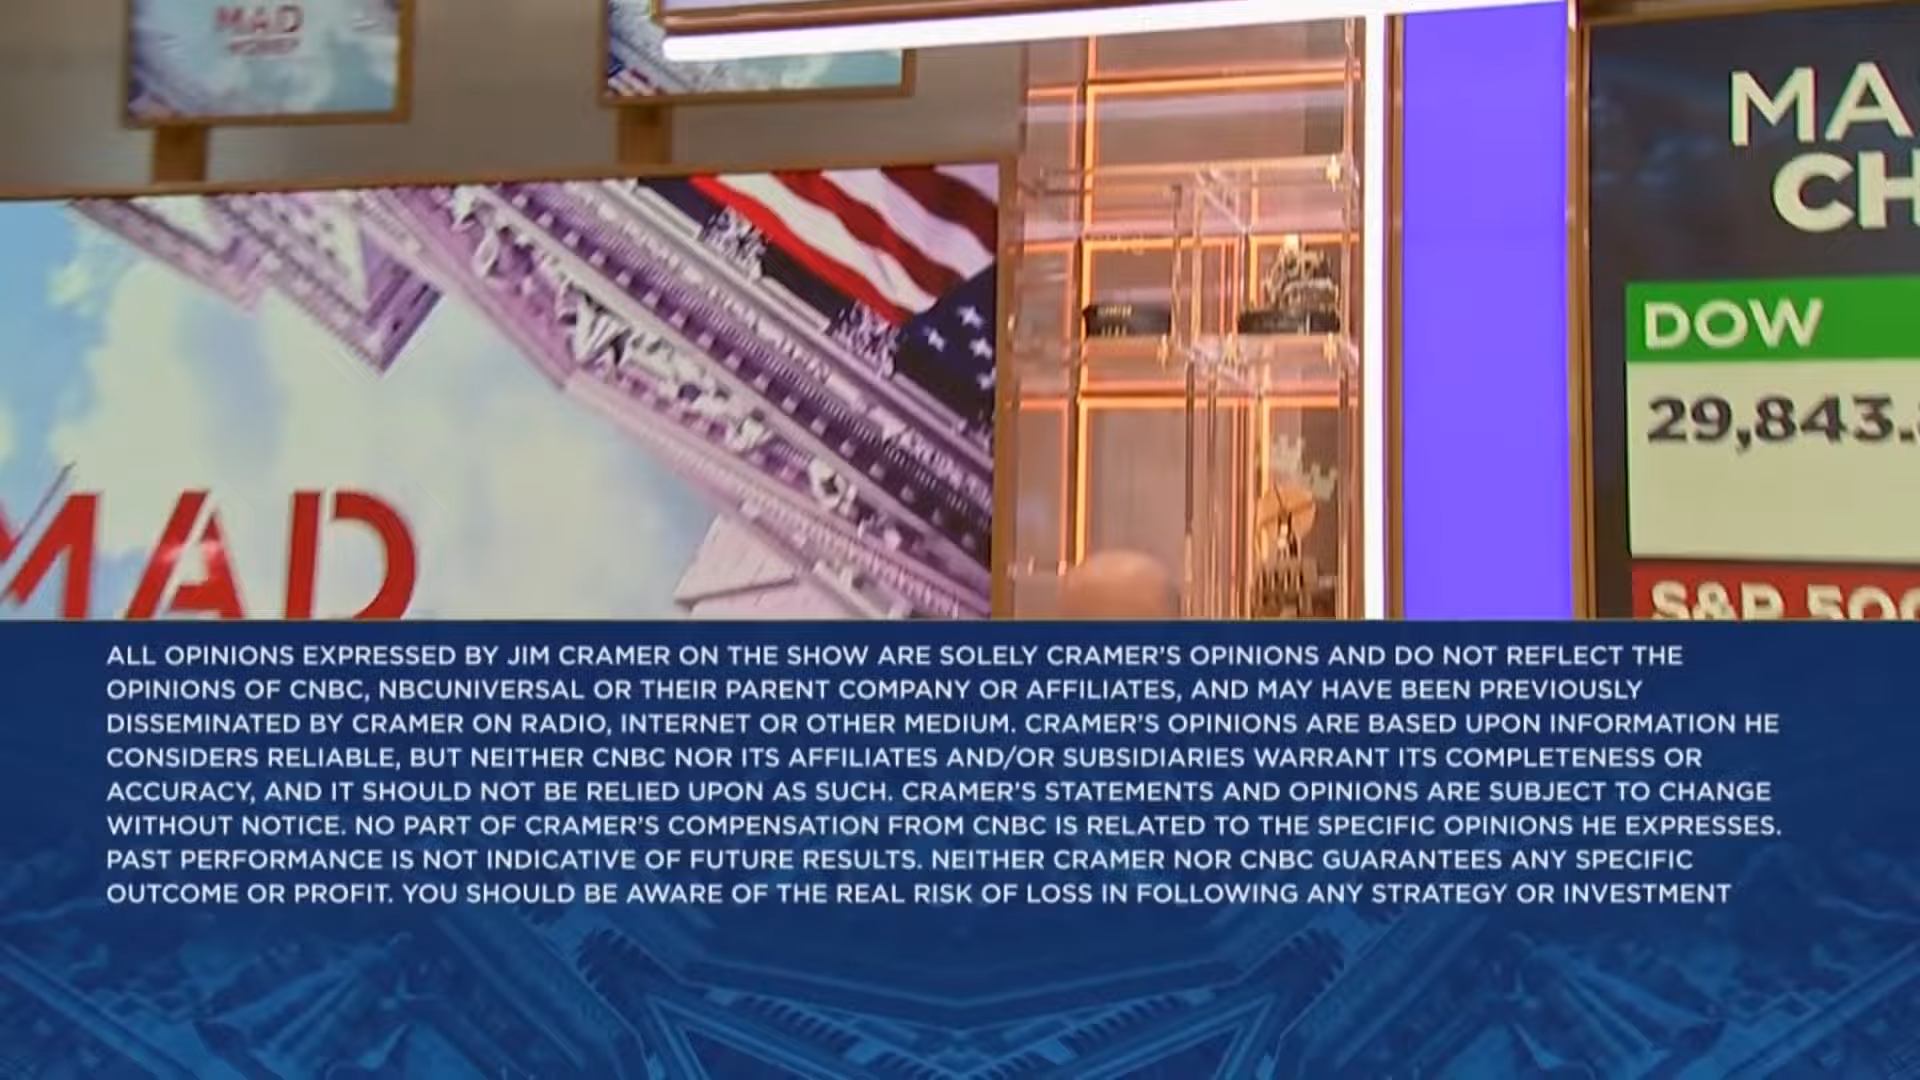 MAD
MONEY
MAD
DOW
29,843.
ALL OPINIONS EXPRESSED BY JIM CRAMER ON THE SHOW ARE SOLELY CRAMER'S OPINIONS AND DO NOT REFLECT THE
OPINIONS OF CNBC, NBCUNIVERSAL OR THEIR PARENT COMPANY OR AFFILIATES, AND MAY HAVE BEEN PREVIOUSLY
DISSEMINATED BY CRAMER ON RADIO, INTERNET OR OTHER MEDIUM. CRAMER'S OPINIONS ARE BASED UPON INFORMATION HE
CONSIDERS RELIABLE, BUT NEITHER CNBC NOR ITS AFFILIATES AND/OR SUBSIDIARIES WARRANT ITS COMPLETENESS OR
ACCURACY, AND IT SHOULD NOT BE RELIED UPON AS SUCH. CRAMER'S STATEMENTS AND OPINIONS ARE SUBJECT TO CHANGE
WITHOUT NOTICE. NO PART OF CRAMER'S COMPENSATION FROM CNBC IS RELATED TO THE SPECIFIC OPINIONS HE EXPRESSES.
PAST PERFORMANCE IS NOT INDICATIVE OF FUTURE RESULTS. NEITHER CRAMER NOR CNBC GUARANTEES ANY SPECIFIC
OUTCOME OR PROFIT. YOU SHOULD BE AWARE OF THE REAL RISK OF LOSS IN FOLLOWING ANY STRATEGY OR INVESTMENT